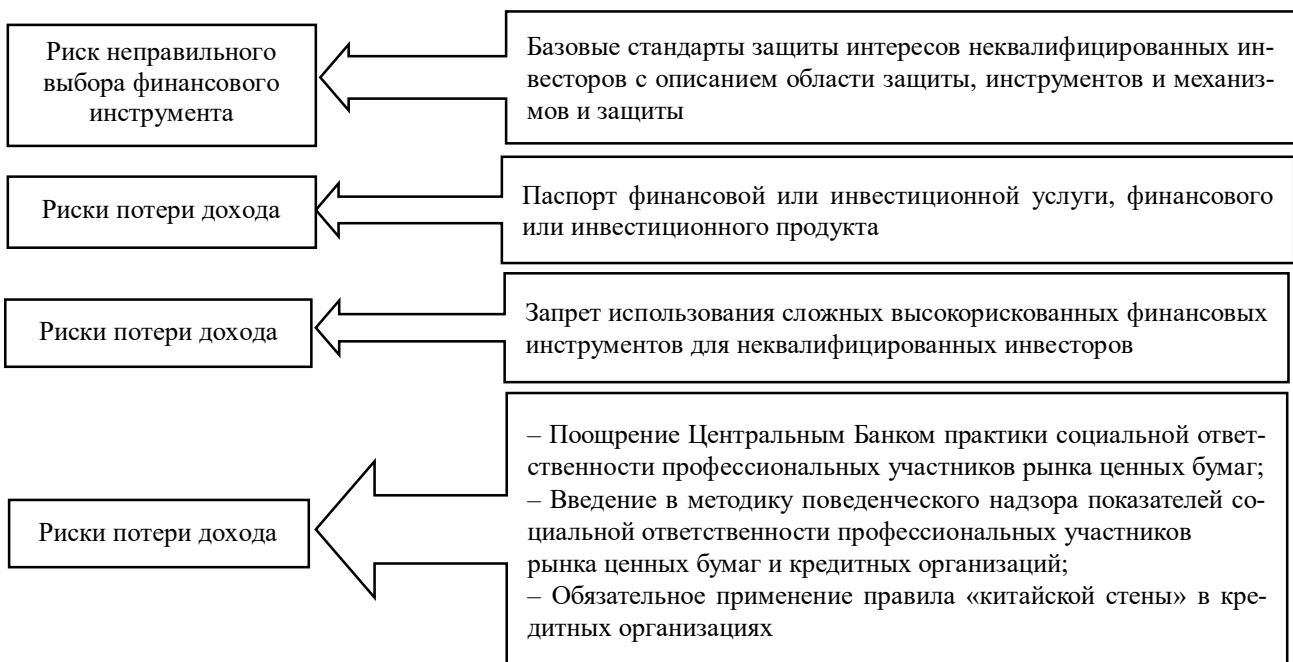 Риск неправильного
выбора финансового
инструмента
Базовые стандарты защиты интересов неквалифицированных ин-
весторов с описанием области защиты, инструментов и механиз-
мов и защиты
Риски потери дохода
Паспорт финансовой или инвестиционной услуги, финансового
или инвестиционного продукта
Риски потери дохода
Запрет использования сложных высокорискованных финансовых
инструментов для неквалифицированных инвесторов
Риски потери дохода
– Поощрение Центральным Банком практики социальной ответ-
ственности профессиональных участников рынка ценных бумаг;
– Введение в методику поведенческого надзора показателей со-
циальной ответственности профессиональных участников
рынка ценных бумаг и кредитных организаций;
– Обязательное применение правила «китайской стены» в кре-
дитных организациях